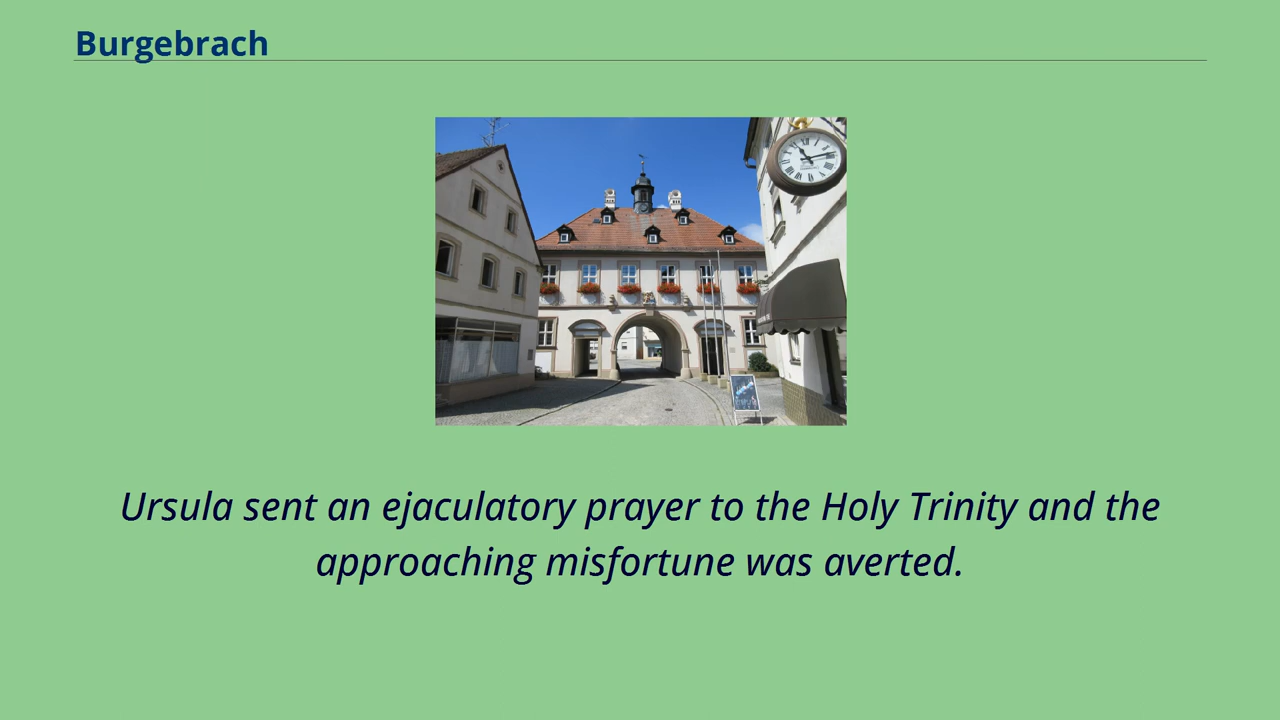 Burgebrach
Ursula sent an ejaculatory prayer to the Holy Trinity and the
approaching misfortune was averted.